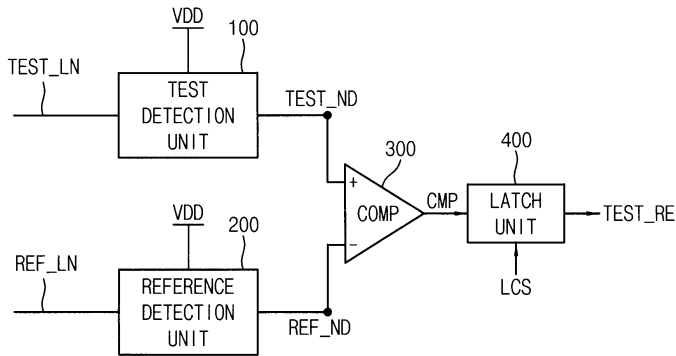 VDD
100
TEST_LN
TEST
DETECTION
UNIT
TEST_ND
300
400
+
COMP
−
CMP
LATCH
UNIT
TEST_RE
LCS
VDD
200
REF_LN
REFERENCE
DETECTION
UNIT
REF_ND